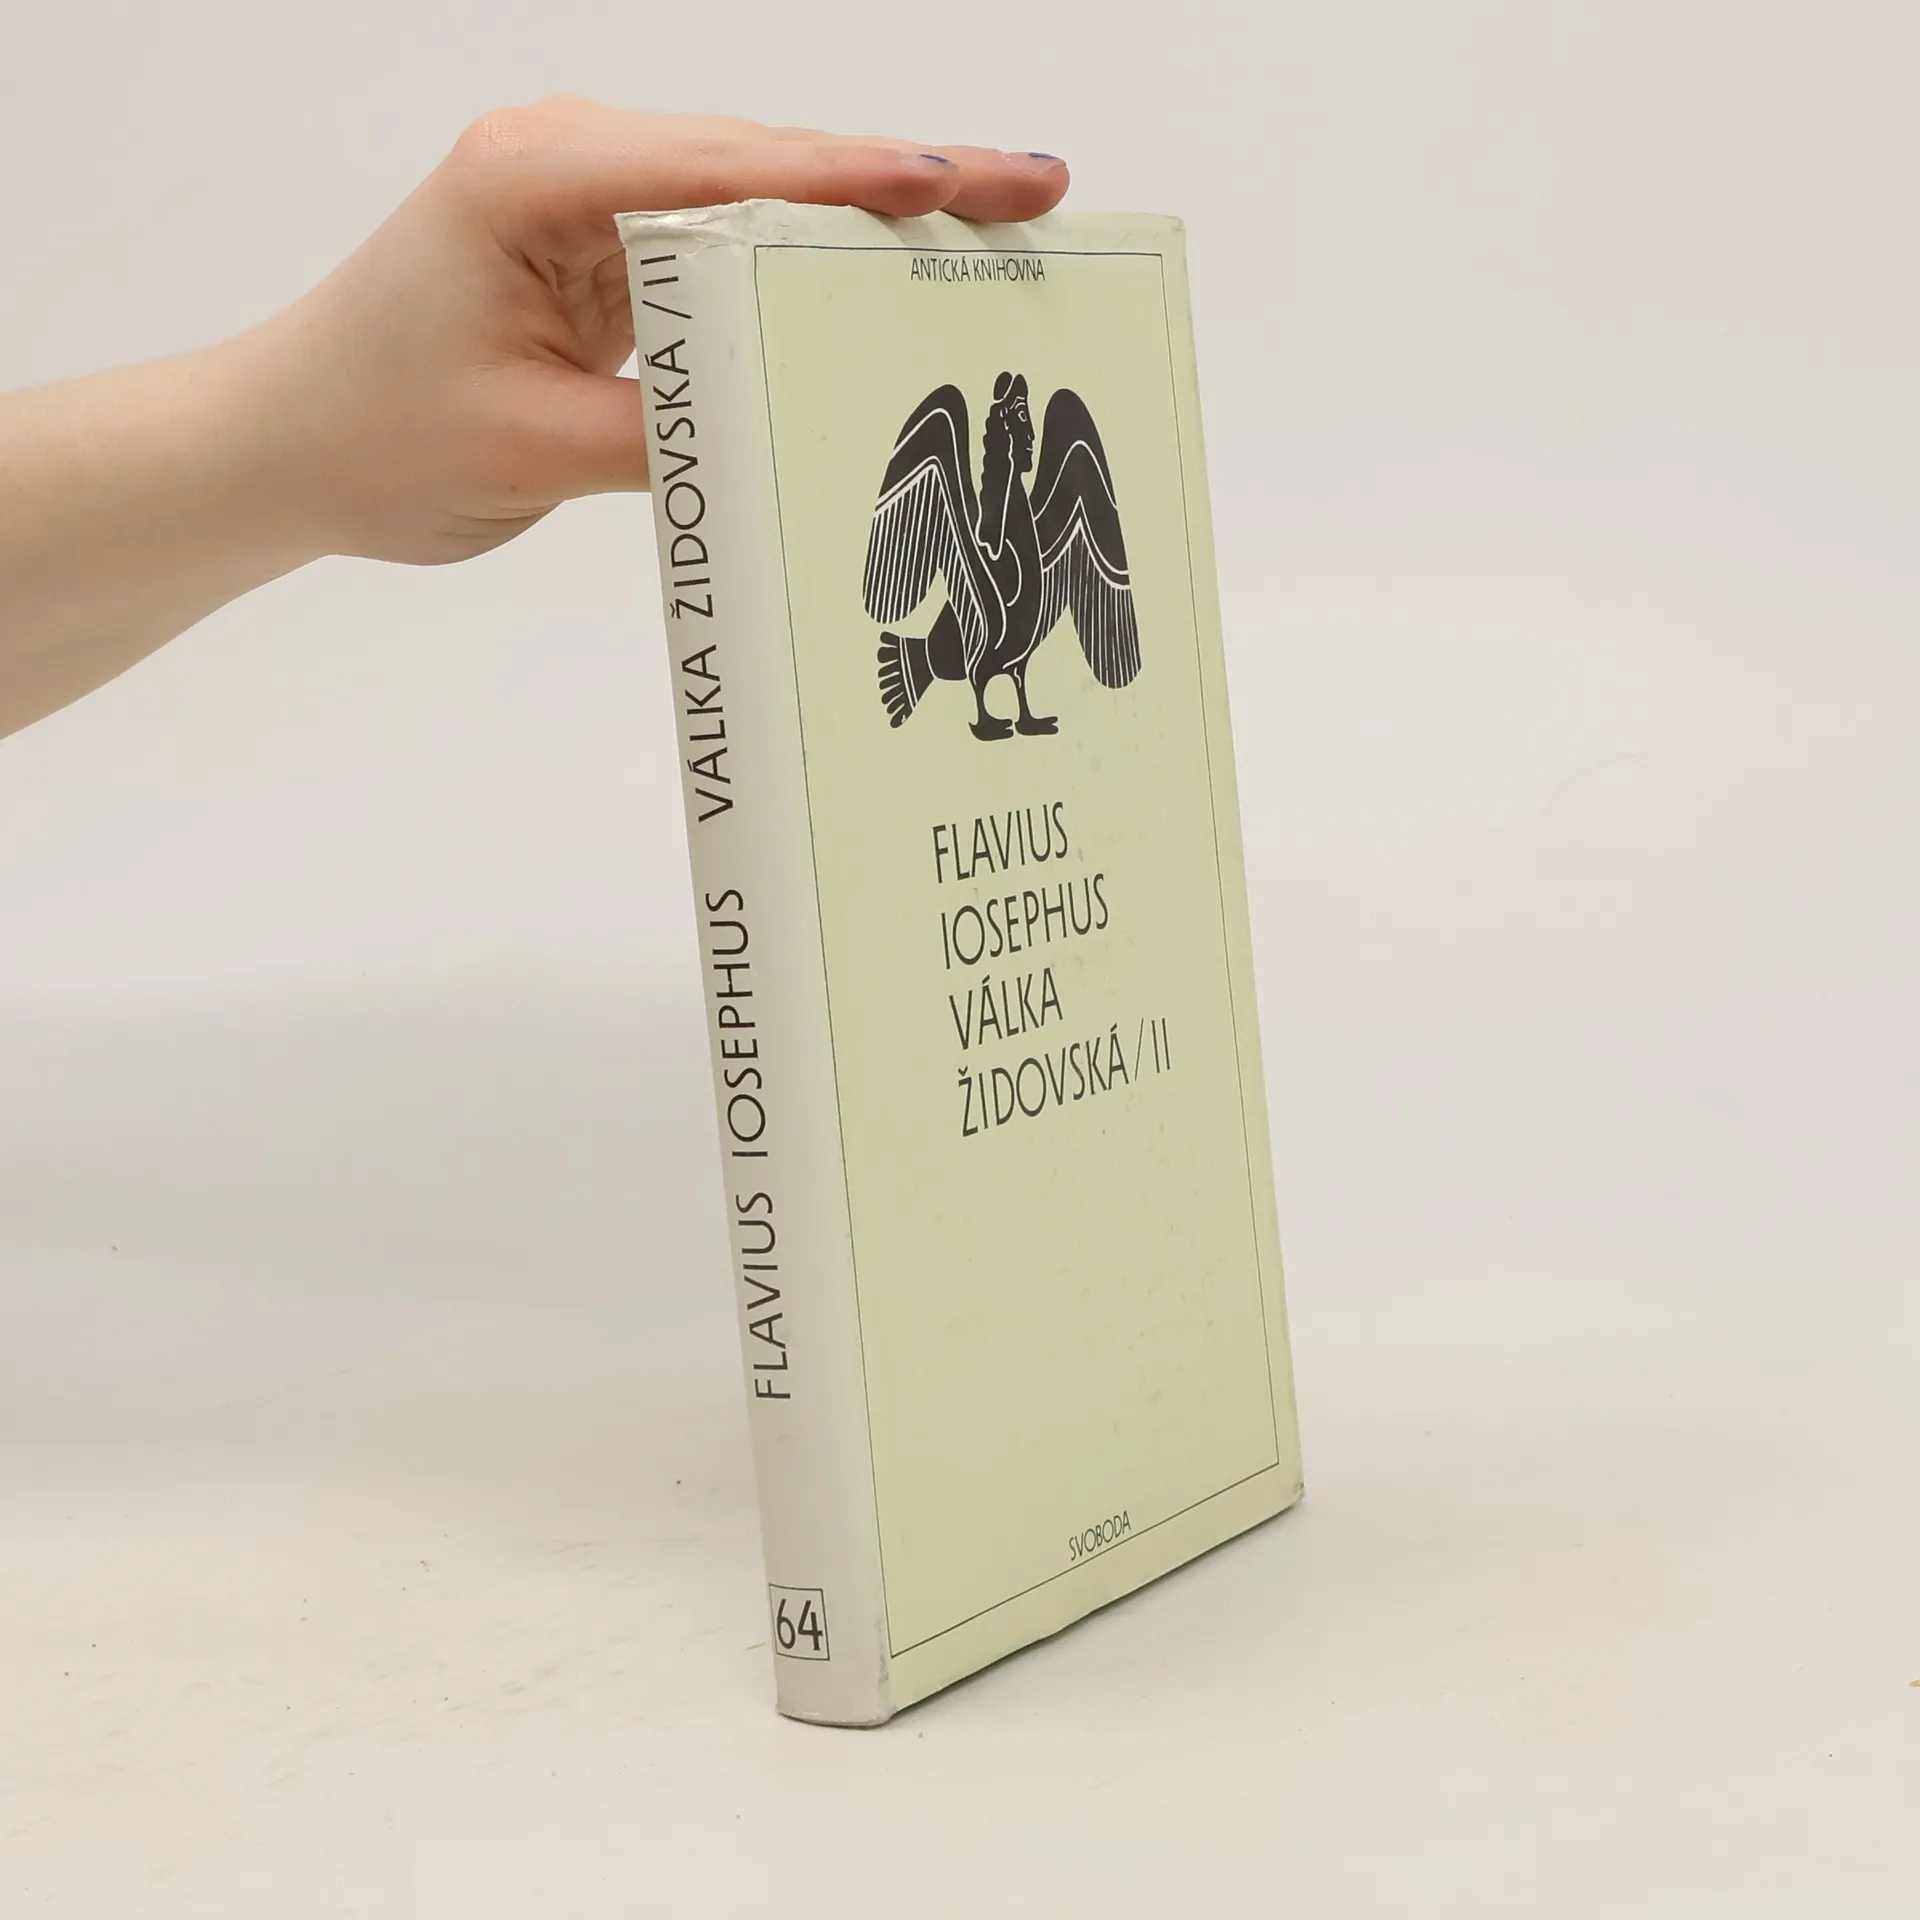 FLAVIUS IOSEPHUS VÁLKA ŽIDOVSKÁ / II
64
ANTICKÁ KNIHOVNA
FLAVIUS
IOSEPHUS
VÁLKA
ŽIDOVSKÁ / II
SVOBODA